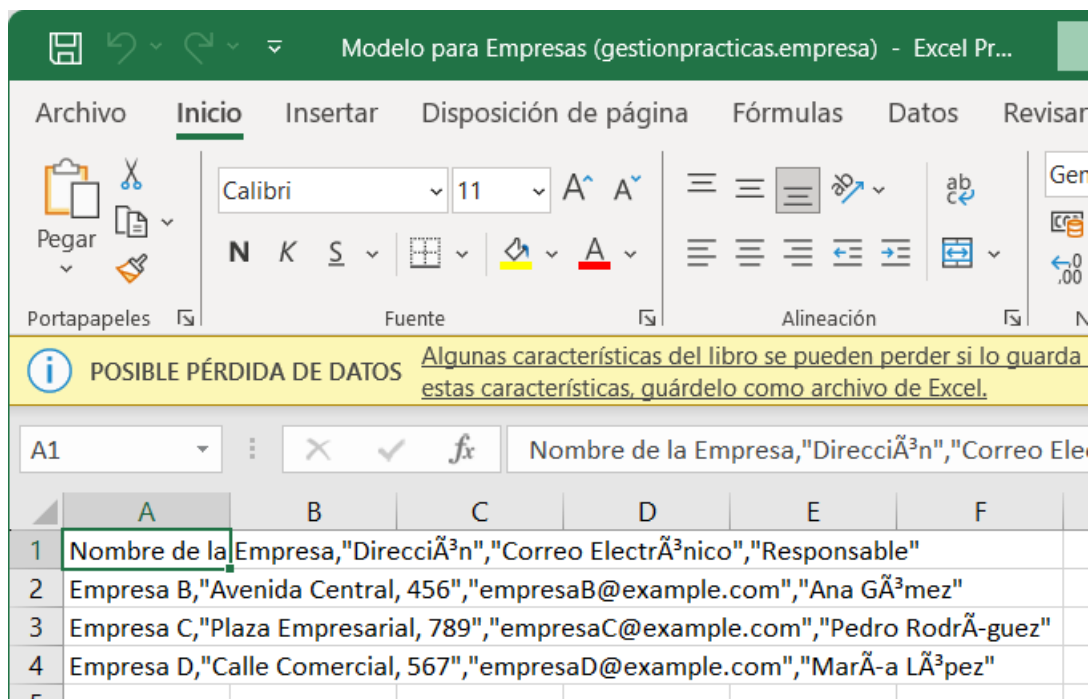 Modelo para Empresas (gestionpracticas.empresa) - Excel Pr...
Archivo Inicio Insertar Disposición de página Fórmulas Datos Revisar
Calibri 11 A A ab c Gen
Pegar N K S A ,0 ,00
Portapapeles Fuente Alineación N
POSIBLE PÉRDIDA DE DATOS Algunas características del libro se pueden perder si lo guarda
estas características, guárdelo como archivo de Excel.
A1 fx Nombre de la Empresa,"DirecciÃ³n","Correo Ele
A B C D E F
1 Nombre de la Empresa,"DirecciÃ³n","Correo ElectrÃ³nico","Responsable"
2 Empresa B,"Avenida Central, 456","empresaB@example.com","Ana GÃ³mez"
3 Empresa C,"Plaza Empresarial, 789","empresaC@example.com","Pedro RodrÃ-guez"
4 Empresa D,"Calle Comercial, 567","empresaD@example.com","MarÃ-a LÃ³pez"